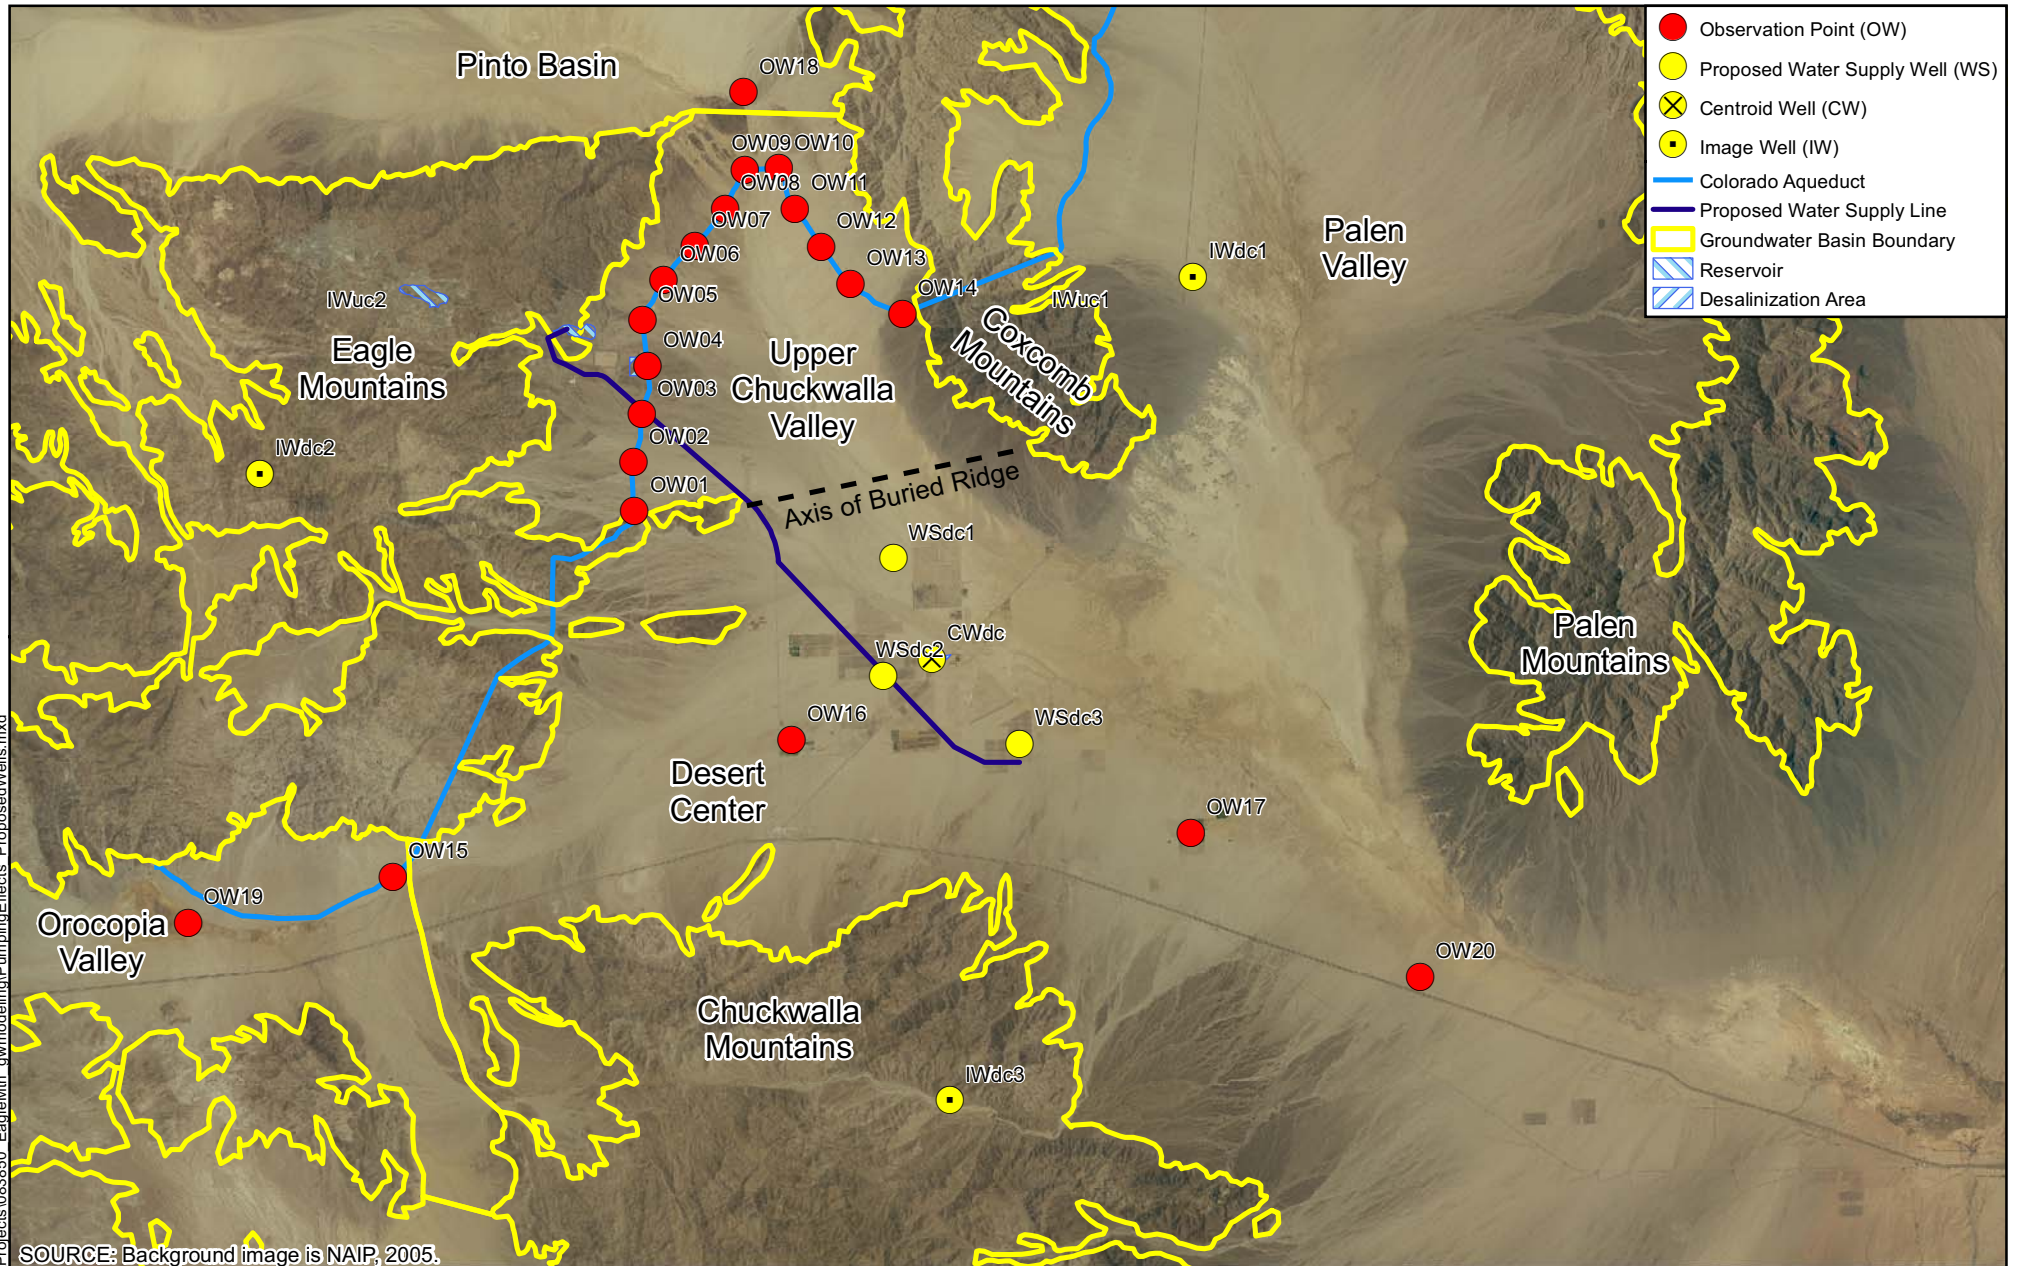 Pinto Basin
OW18
Observation Point (OW)
Proposed Water Supply Well (WS)
Centroid Well (CW)
Image Well (IW)
Colorado Aqueduct
Proposed Water Supply Line
Groundwater Basin Boundary
Reservoir
Desalinization Area
OW09
OW10
OW08
OW11
OW07
OW12
OW06
OW13
OW05
OW14
OW04
OW03
OW02
OW01
IWuc2
IWuc1
IWdc1
Palen
Valley
Eagle
Mountains
Upper
Chuckwalla
Valley
Coxcomb
Mountains
IWdc2
Axis of Buried Ridge
WSdc1
CWdc
WSdc2
WSdc3
Palen
Mountains
OW16
Desert
Center
OW17
OW15
OW19
Orocopia
Valley
OW20
Chuckwalla
Mountains
IWdc3
SOURCE: Background image is NAIP, 2005.